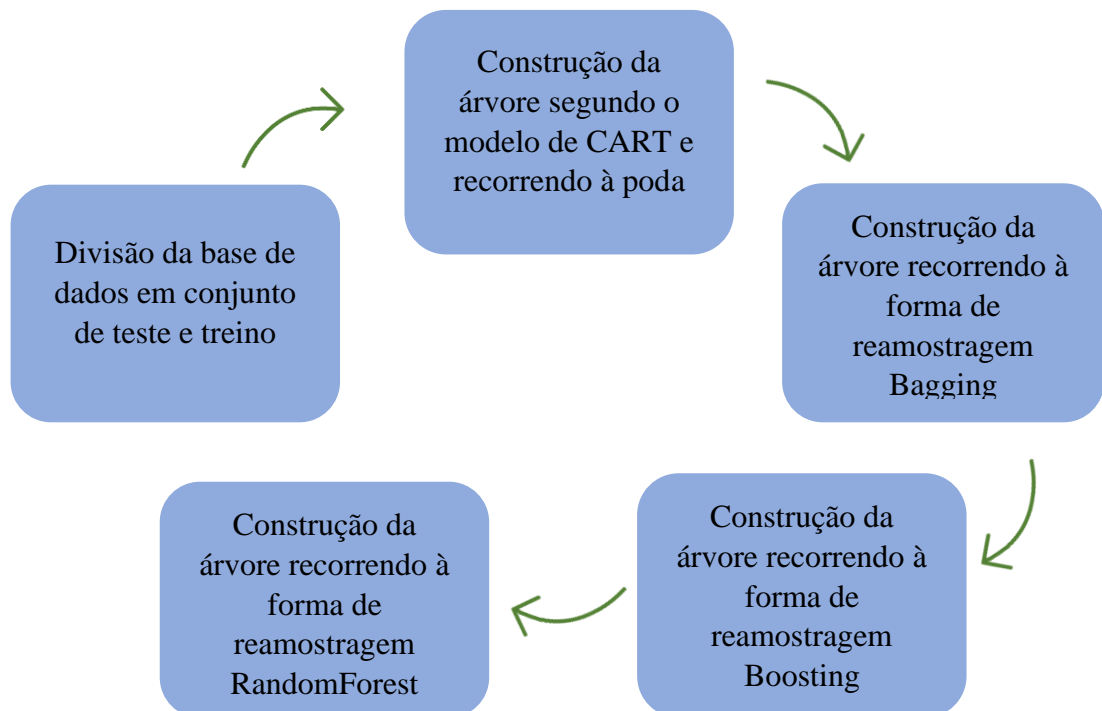 Divisão da base de
dados em conjunto
de teste e treino
Construção da
árvore segundo o
modelo de CART e
recorrendo à poda
Construção da
árvore recorrendo à
forma de
reamostragem
Bagging
Construção da
árvore recorrendo à
forma de
reamostragem
Boosting
Construção da
árvore recorrendo à
forma de
reamostragem
RandomForest